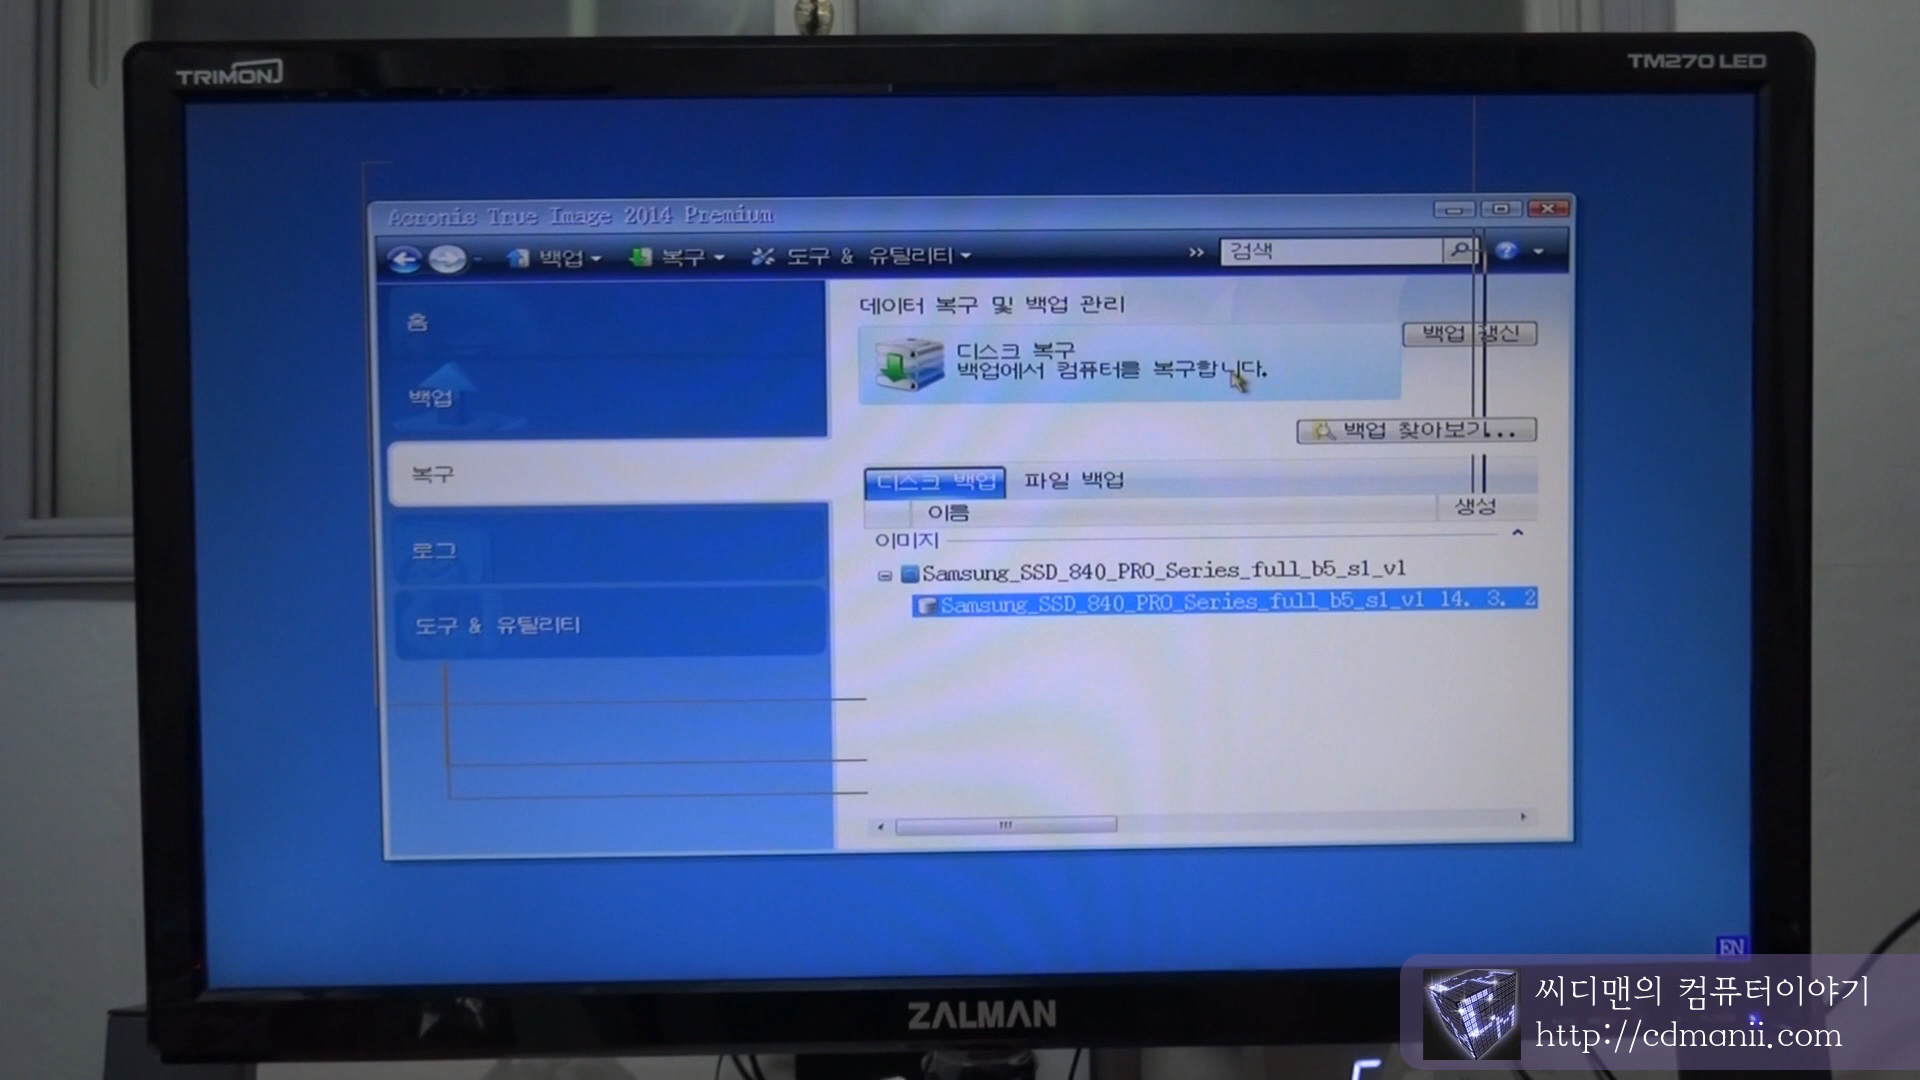 TRIMON
TM270 LED
Acronis True Image 2014 Premium
백업
복구
도구 & 유틸리티
»
검색
?
홈
백업
복구
로그
도구 & 유틸리티
데이터 복구 및 백업 관리
디스크 복구
백업에서 컴퓨터를 복구합니다.
백업 갱신
백업 찾아보기...
디스크 백업
파일 백업
이름
생성
이미지
Samsung_SSD_840_PRO_Series_full_b5_s1_v1
Samsung_SSD_840_PRO_Series_full_b5_s1_v1 14. 3. 2
EN
ZALMAN
씨디맨의 컴퓨터이야기
http://cdmanii.com